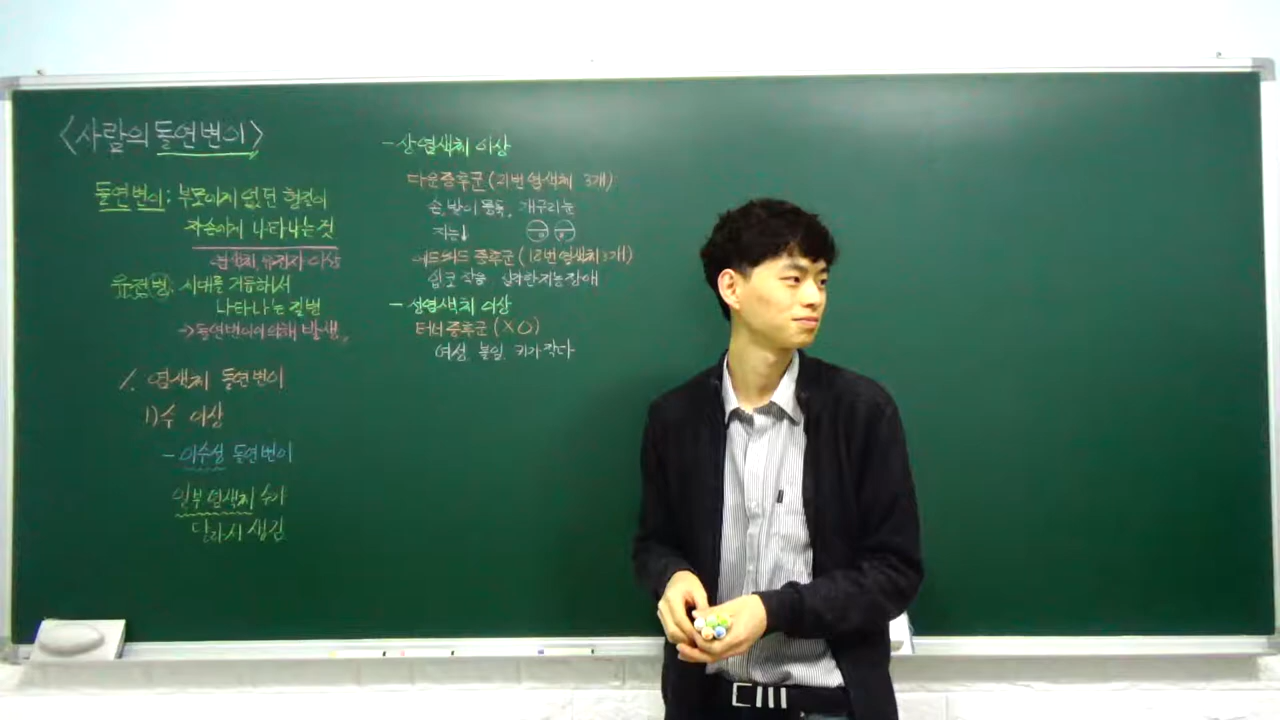 <사람의 돌연변이>
돌연변이: 부모에게 없던 형질이
자손에게 나타나는 것
염색체, 유전자 이상
유전병: 시대를 거듭해서
나타나는 질병
→돌연변이에 의해 발생.
1. 염색체 돌연변이
1)수 이상
- 이수성 돌연변이
일부 염색체 수가
달라서 생김
- 상염색체 이상
다운증후군 (21번 염색체 3개)
손, 발이 뭉툭, 개구리눈
지능↓
에드워드 증후군 (18번 염색체 3개)
입 코 작음 심각한 지능장애
- 성염색체 이상
터너증후군 (XO)
여성, 불임, 키가 작다